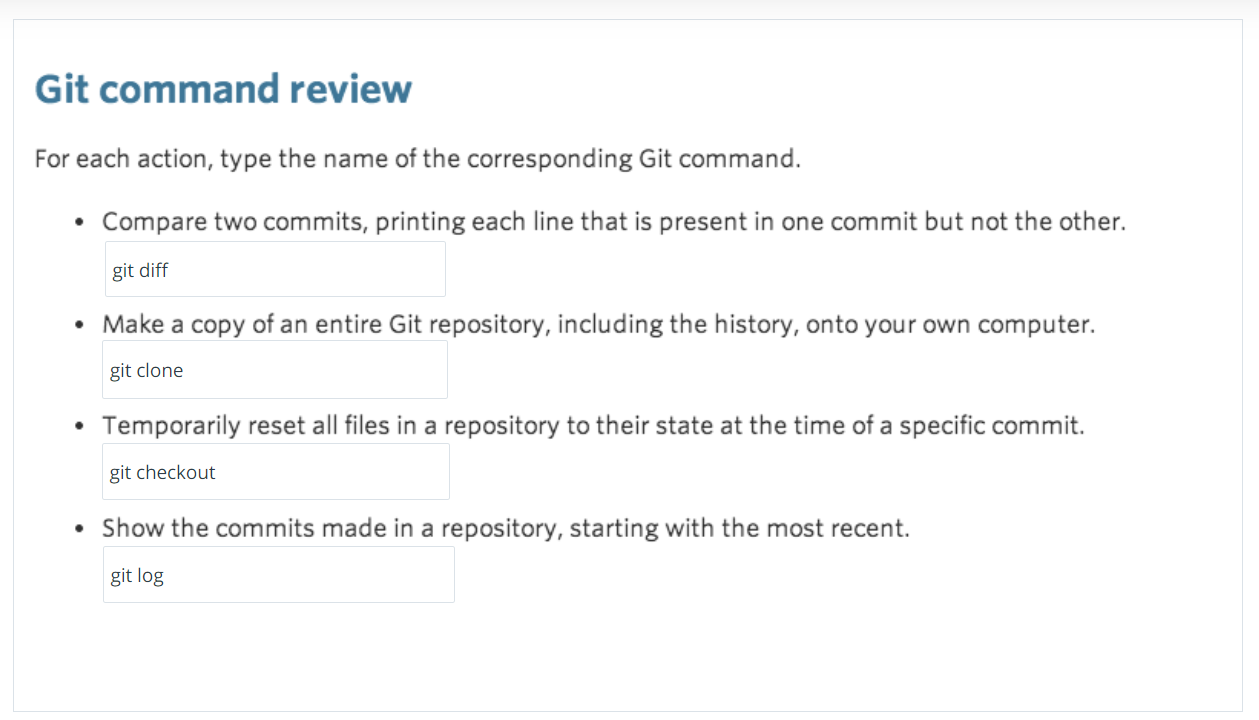 Git command review
For each action, type the name of the corresponding Git command.
• Compare two commits, printing each line that is present in one commit but not the other.
git diff
• Make a copy of an entire Git repository, including the history, onto your own computer.
git clone
• Temporarily reset all files in a repository to their state at the time of a specific commit.
git checkout
• Show the commits made in a repository, starting with the most recent.
git log